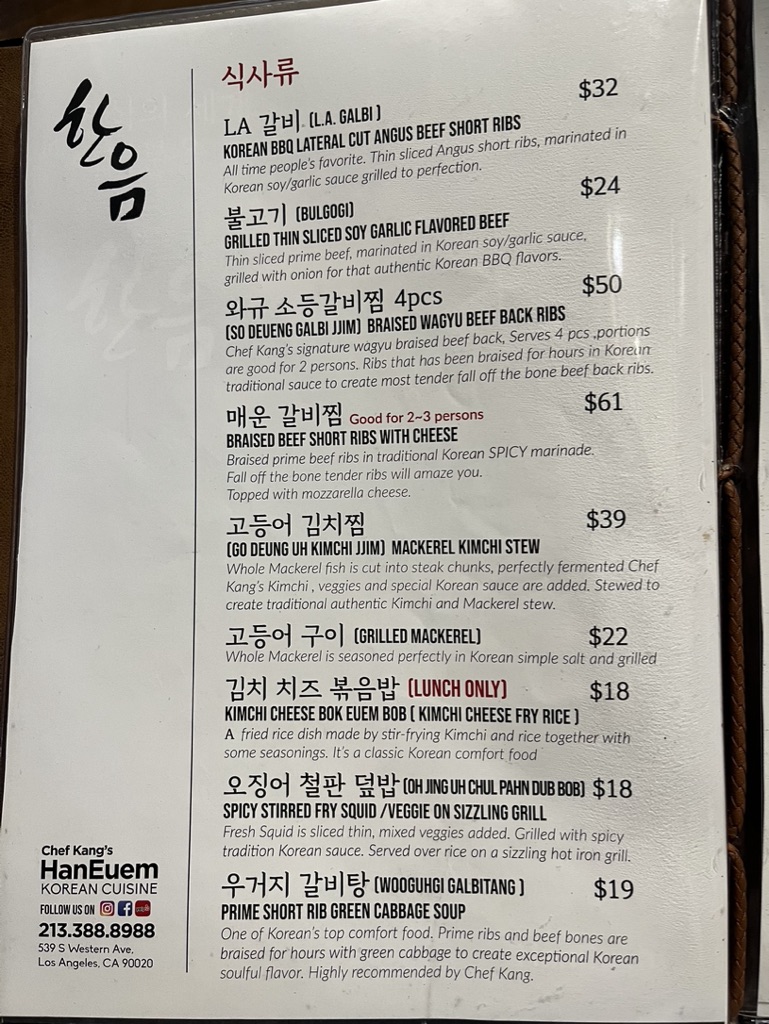 한음
식사류
LA 갈비 (L.A. GALBI) $32
KOREAN BBQ LATERAL CUT ANGUS BEEF SHORT RIBS
All time people's favorite. Thin sliced Angus short ribs, marinated in
Korean soy/garlic sauce grilled to perfection.
불고기 (BULGOGI) $24
GRILLED THIN SLICED SOY GARLIC FLAVORED BEEF
Thin sliced prime beef, marinated in Korean soy/garlic sauce,
grilled with onion for that authentic Korean BBQ flavors.
와규 소등갈비찜 4pcs $50
(SO DEUENG GALBI JJIM) BRAISED WAGYU BEEF BACK RIBS
Chef Kang's signature wagyu braised beef back, Serves 4 pcs ,portions
are good for 2 persons. Ribs that has been braised for hours in Korean
traditional sauce to create most tender fall off the bone beef back ribs.
매운 갈비찜 Good for 2~3 persons $61
BRAISED BEEF SHORT RIBS WITH CHEESE
Braised prime beef ribs in traditional Korean SPICY marinade.
Fall off the bone tender ribs will amaze you.
Topped with mozzarella cheese.
고등어 김치찜 $39
(GO DEUNG UH KIMCHI JJIM) MACKEREL KIMCHI STEW
Whole Mackerel fish is cut into steak chunks, perfectly fermented Chef
Kang's Kimchi , veggies and special Korean sauce are added. Stewed to
create traditional authentic Kimchi and Mackerel stew.
고등어 구이 (GRILLED MACKEREL) $22
Whole Mackerel is seasoned perfectly in Korean simple salt and grilled
김치 치즈 볶음밥 (LUNCH ONLY) $18
KIMCHI CHEESE BOK EUEM BOB ( KIMCHI CHEESE FRY RICE )
A fried rice dish made by stir-frying Kimchi and rice together with
some seasonings. It's a classic Korean comfort food
오징어 철판 덮밥 (OH JING UH CHUL PAHN DUB BOB) $18
SPICY STIRRED FRY SQUID /VEGGIE ON SIZZLING GRILL
Fresh Squid is sliced thin, mixed veggies added. Grilled with spicy
tradition Korean sauce. Served over rice on a sizzling hot iron grill.
우거지 갈비탕 (WOOGUHGI GALBITANG ) $19
PRIME SHORT RIB GREEN CABBAGE SOUP
One of Korean's top comfort food. Prime ribs and beef bones are
braised for hours with green cabbage to create exceptional Korean
soulful flavor. Highly recommended by Chef Kang.
Chef Kang's
HanEuem
KOREAN CUISINE
FOLLOW US ON
213.388.8988
539 S Western Ave,
Los Angeles, CA 90020